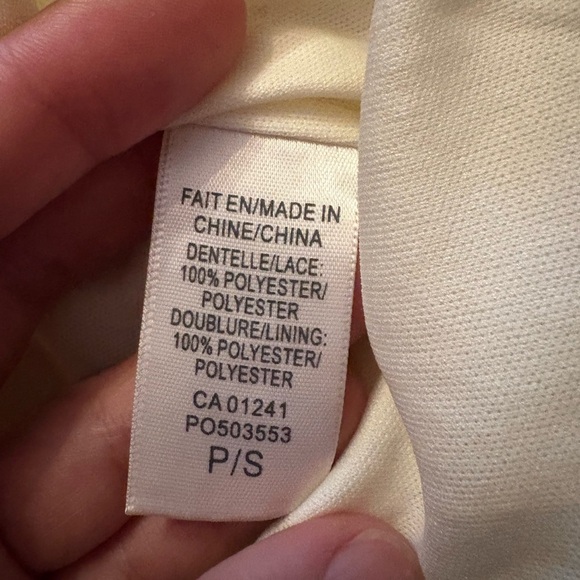 FAIT EN/MADE IN
CHINE/CHINA
DENTELLE/LACE:
100% POLYESTER/
POLYESTER
DOUBLURE/LINING:
100% POLYESTER/
POLYESTER
CA 01241
PO503553
P/S